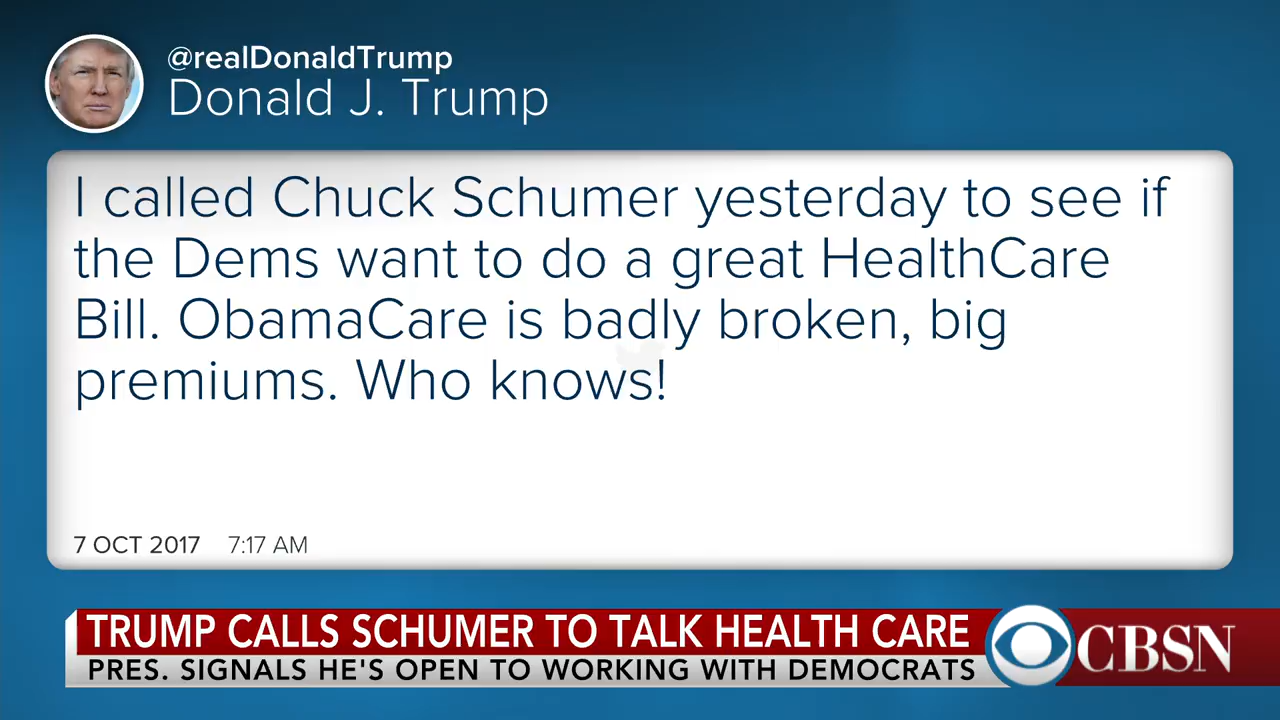 @realDonaldTrump
Donald J. Trump
I called Chuck Schumer yesterday to see if
the Dems want to do a great HealthCare
Bill. ObamaCare is badly broken, big
premiums. Who knows!
7 OCT 2017 7:17 AM
TRUMP CALLS SCHUMER TO TALK HEALTH CARE
PRES. SIGNALS HE'S OPEN TO WORKING WITH DEMOCRATS
CBSN